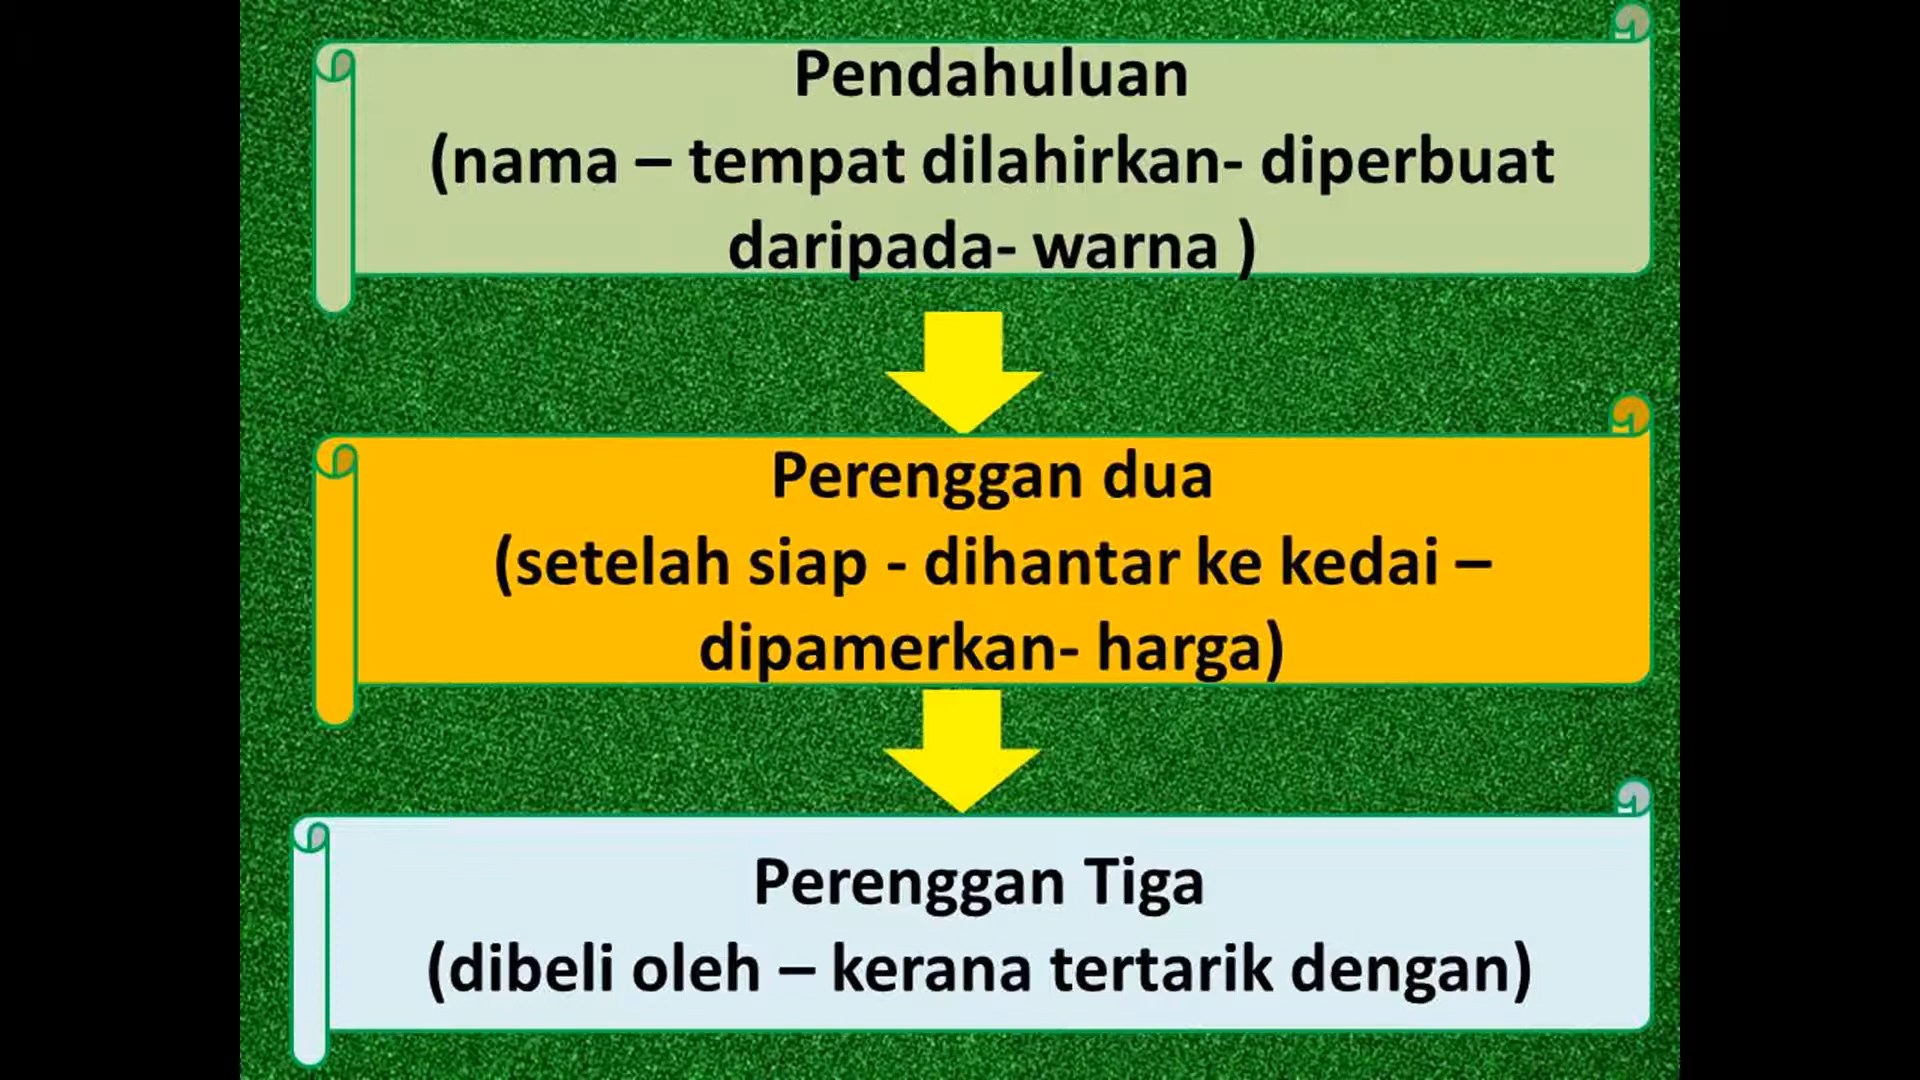 Pendahuluan
(nama – tempat dilahirkan- diperbuat
daripada- warna )
Perenggan dua
(setelah siap - dihantar ke kedai –
dipamerkan- harga)
Perenggan Tiga
(dibeli oleh – kerana tertarik dengan)